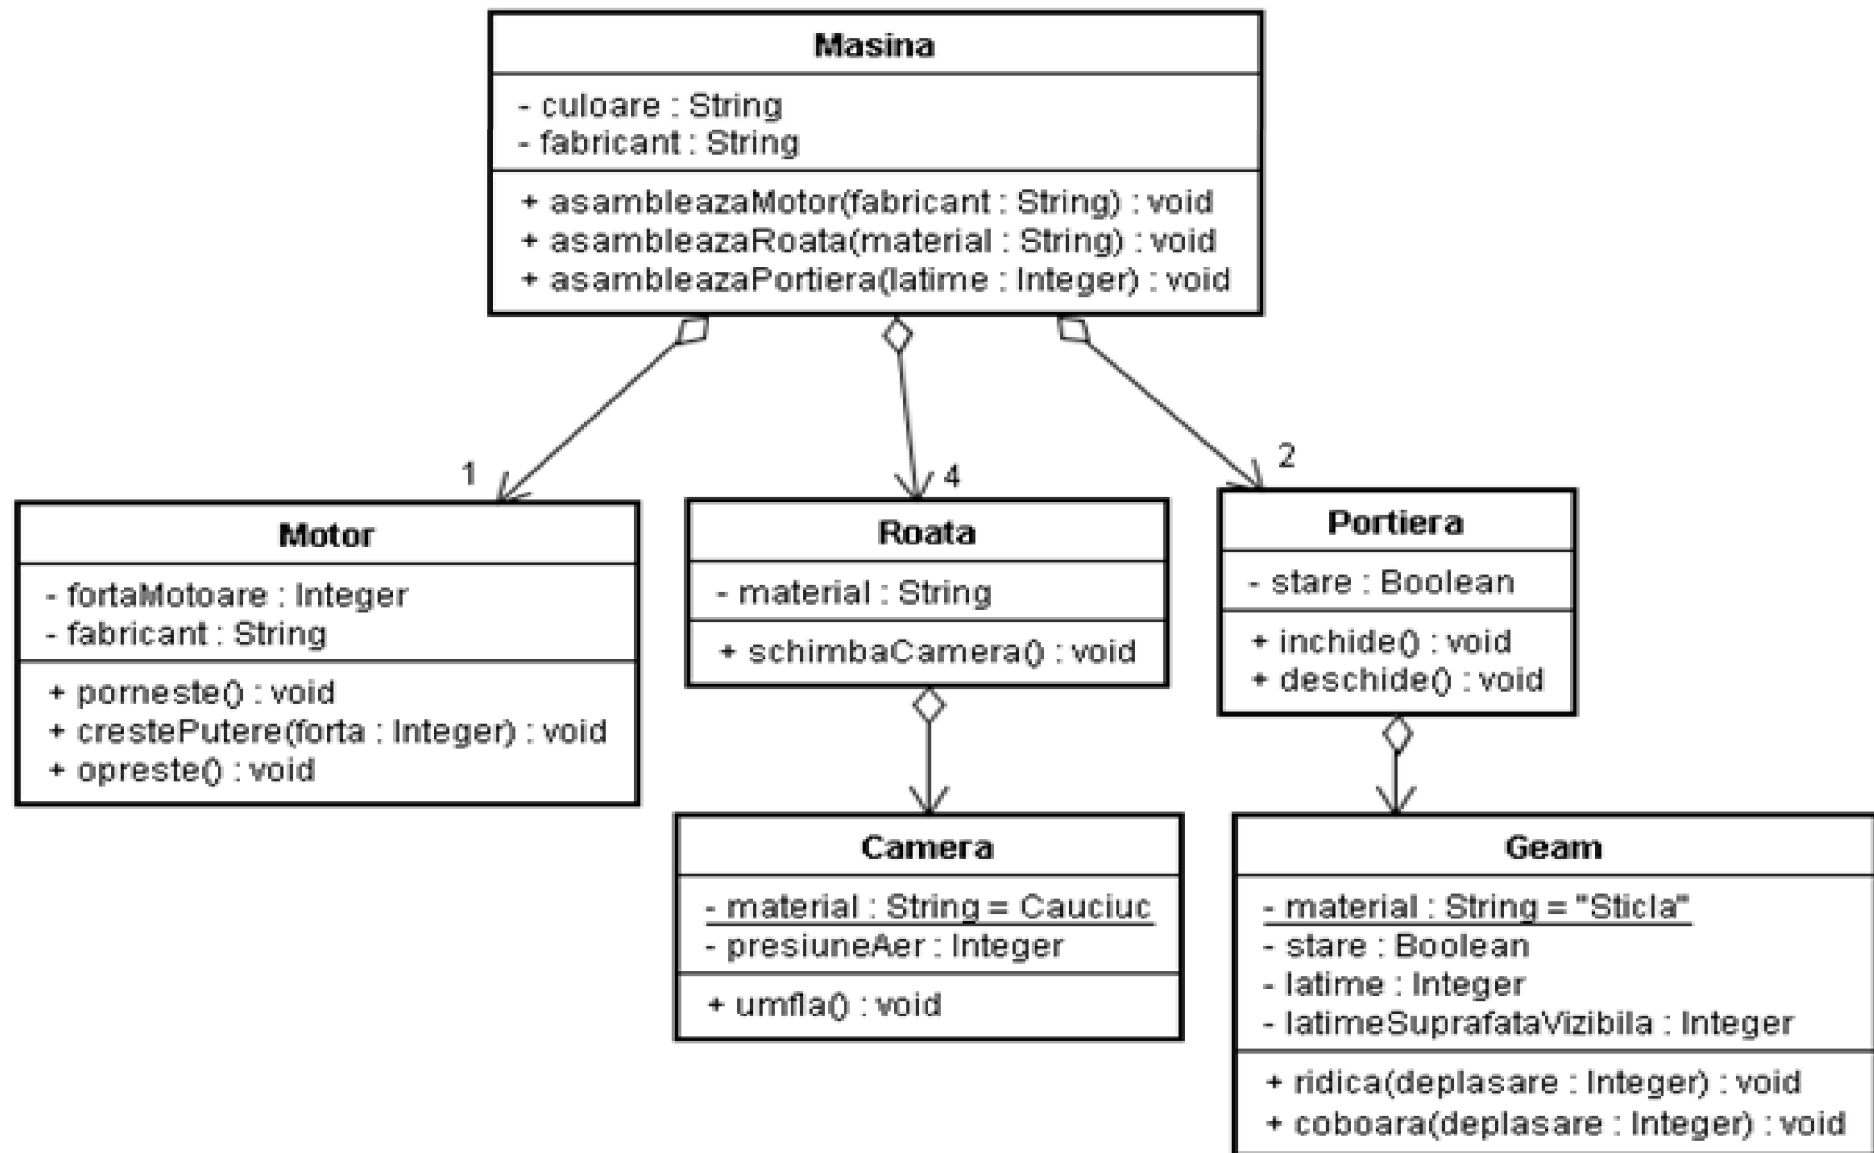 Masina
- culoare : String
- fabricant : String
+ asambleazaMotor(fabricant : String) : void
+ asambleazaRoata(material : String) : void
+ asambleazaPortiera(latime : Integer) : void
1
4
2
Motor
- fortaMotoare : Integer
- fabricant : String
+ porneste() : void
+ crestePutere(forta : Integer) : void
+ opreste() : void
Roata
- material : String
+ schimbaCamera() : void
Portiera
- stare : Boolean
+ inchide() : void
+ deschide() : void
Camera
- material : String = Cauciuc
- presiuneAer : Integer
+ umfla() : void
Geam
- material : String = "Sticla"
- stare : Boolean
- latime : Integer
- latimeSuprafataVizibila : Integer
+ ridica(deplasare : Integer) : void
+ coboara(deplasare : Integer) : void